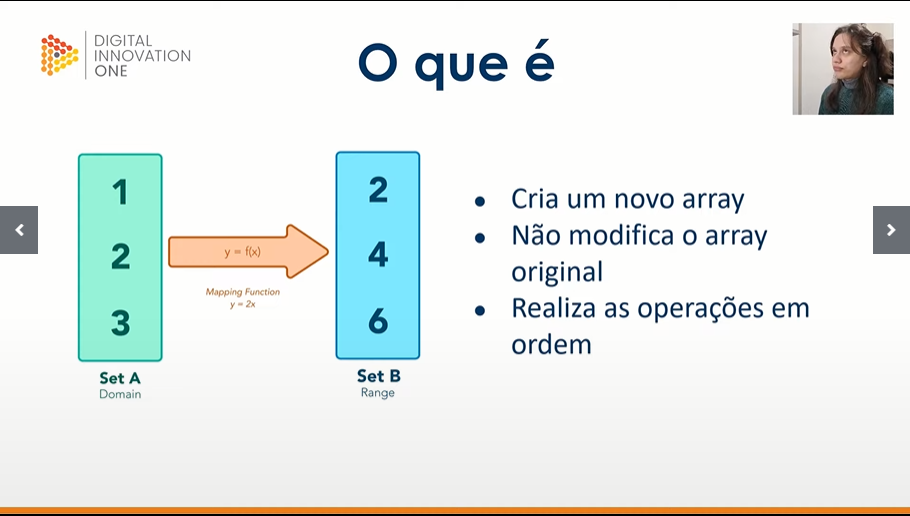 DIGITAL
INNOVATION
ONE
O que é
1
2
3
Set A
Domain
y = f(x)
Mapping Function
y = 2x
2
4
6
Set B
Range
● Cria um novo array
● Não modifica o array
original
● Realiza as operações em
ordem